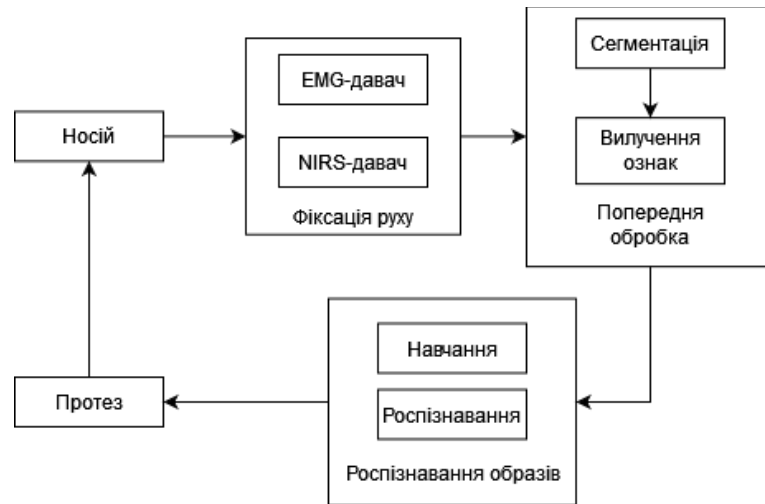 Носій
EMG-давач
NIRS-давач
Фіксація руху
Сегментація
Вилучення
ознак
Попередня
обробка
Навчання
Роспізнавання
Роспізнавання образів
Протез